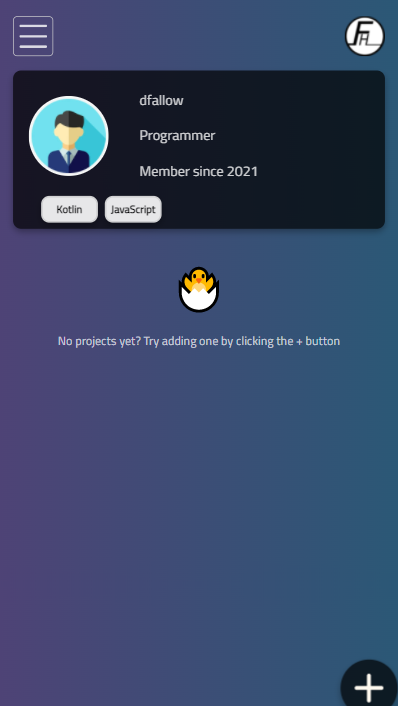 dfallow
Programmer
Member since 2021
Kotlin
JavaScript
No projects yet? Try adding one by clicking the + button